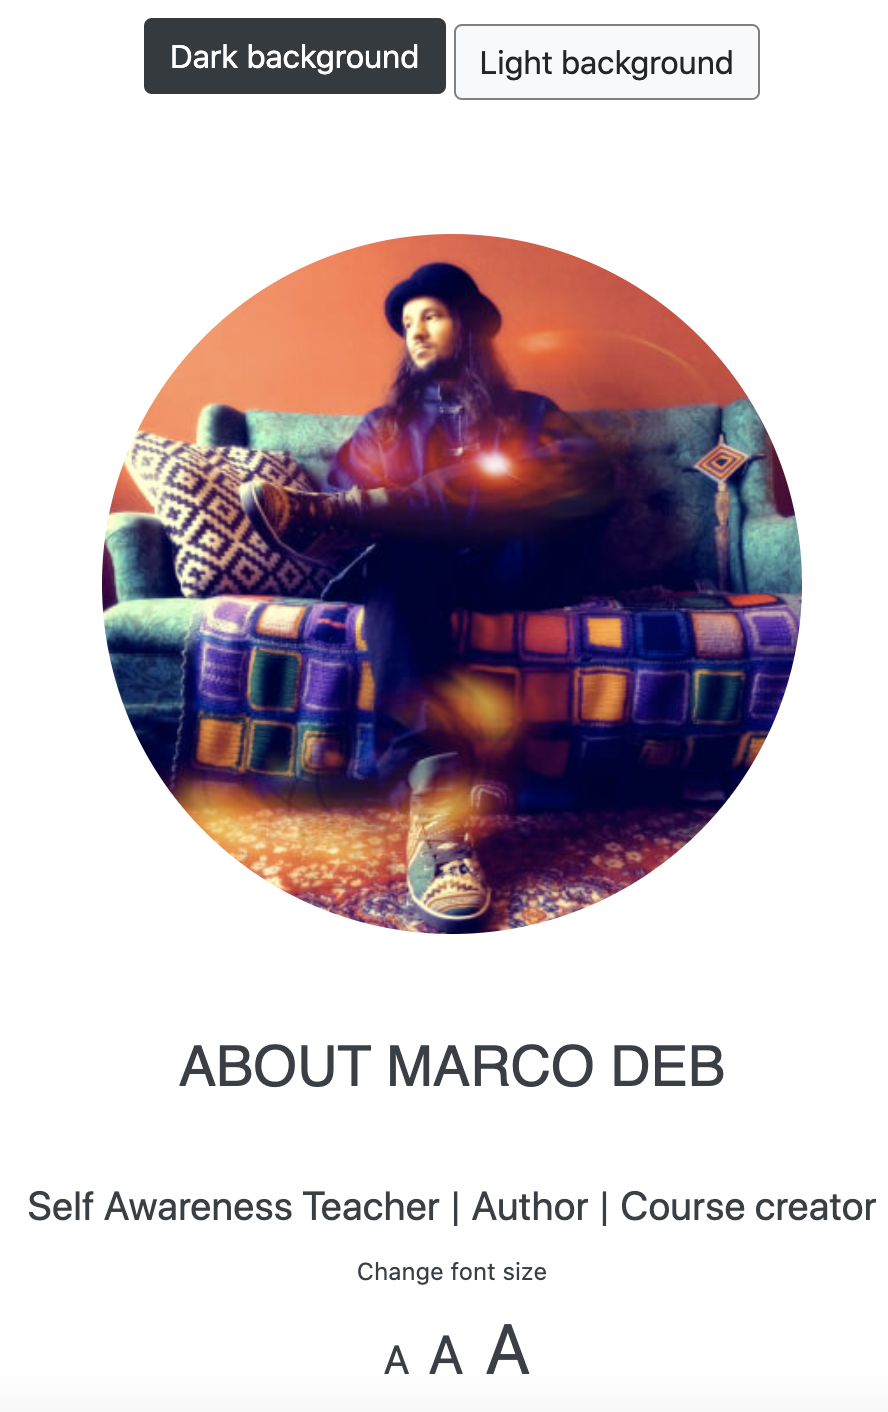 Dark background
Light background
ABOUT MARCO DEB
Self Awareness Teacher | Author | Course creator
Change font size
A A A